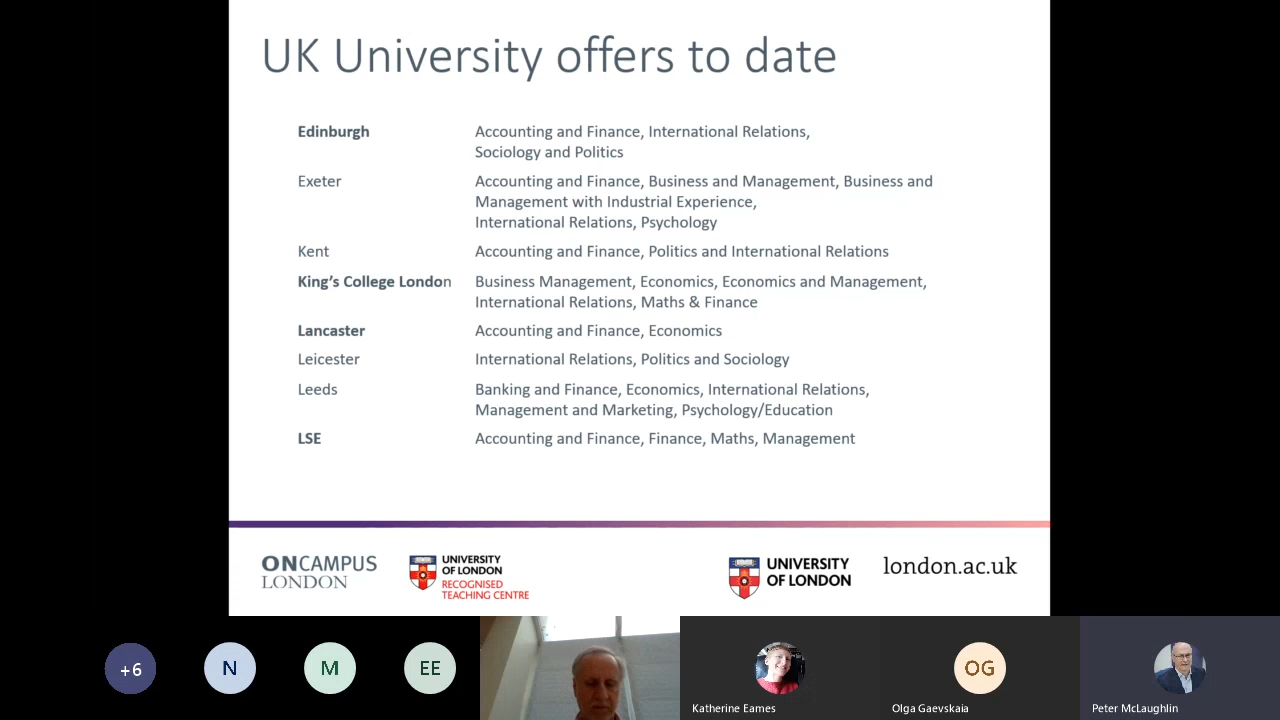 UK University offers to date
Edinburgh Accounting and Finance, International Relations,
Sociology and Politics
Exeter Accounting and Finance, Business and Management, Business and
Management with Industrial Experience,
International Relations, Psychology
Kent Accounting and Finance, Politics and International Relations
King's College London Business Management, Economics, Economics and Management,
International Relations, Maths & Finance
Lancaster Accounting and Finance, Economics
Leicester International Relations, Politics and Sociology
Leeds Banking and Finance, Economics, International Relations,
Management and Marketing, Psychology/Education
LSE Accounting and Finance, Finance, Maths, Management
ONCAMPUS
LONDON
UNIVERSITY
OF LONDON
RECOGNISED
TEACHING CENTRE
UNIVERSITY
OF LONDON
london.ac.uk
+6
N
M
EE
OG
Katherine Eames
Olga Gaevskaia
Peter McLaughlin